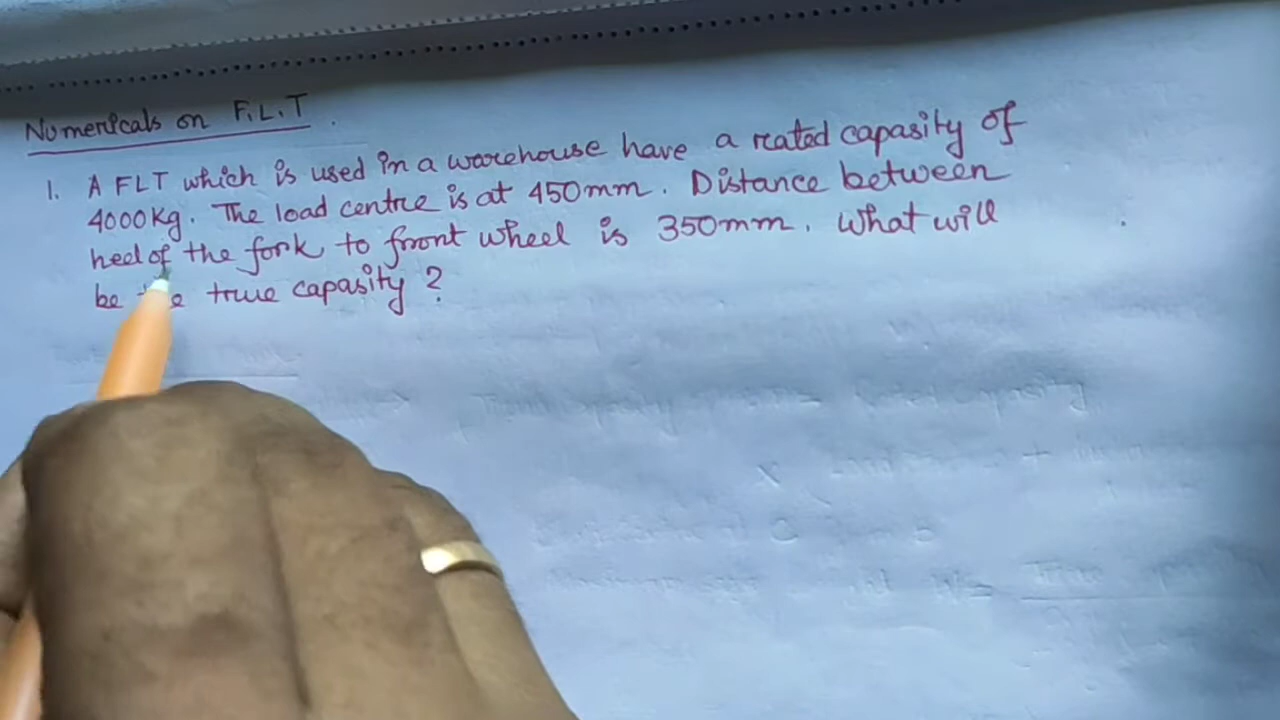 Numericals on F.L.T.
1. A FLT which is used in a warehouse have a rated capasity of
4000Kg. The load centre is at 450mm. Distance between
heel of the fork to front wheel is 350mm. What will
be true capasity?